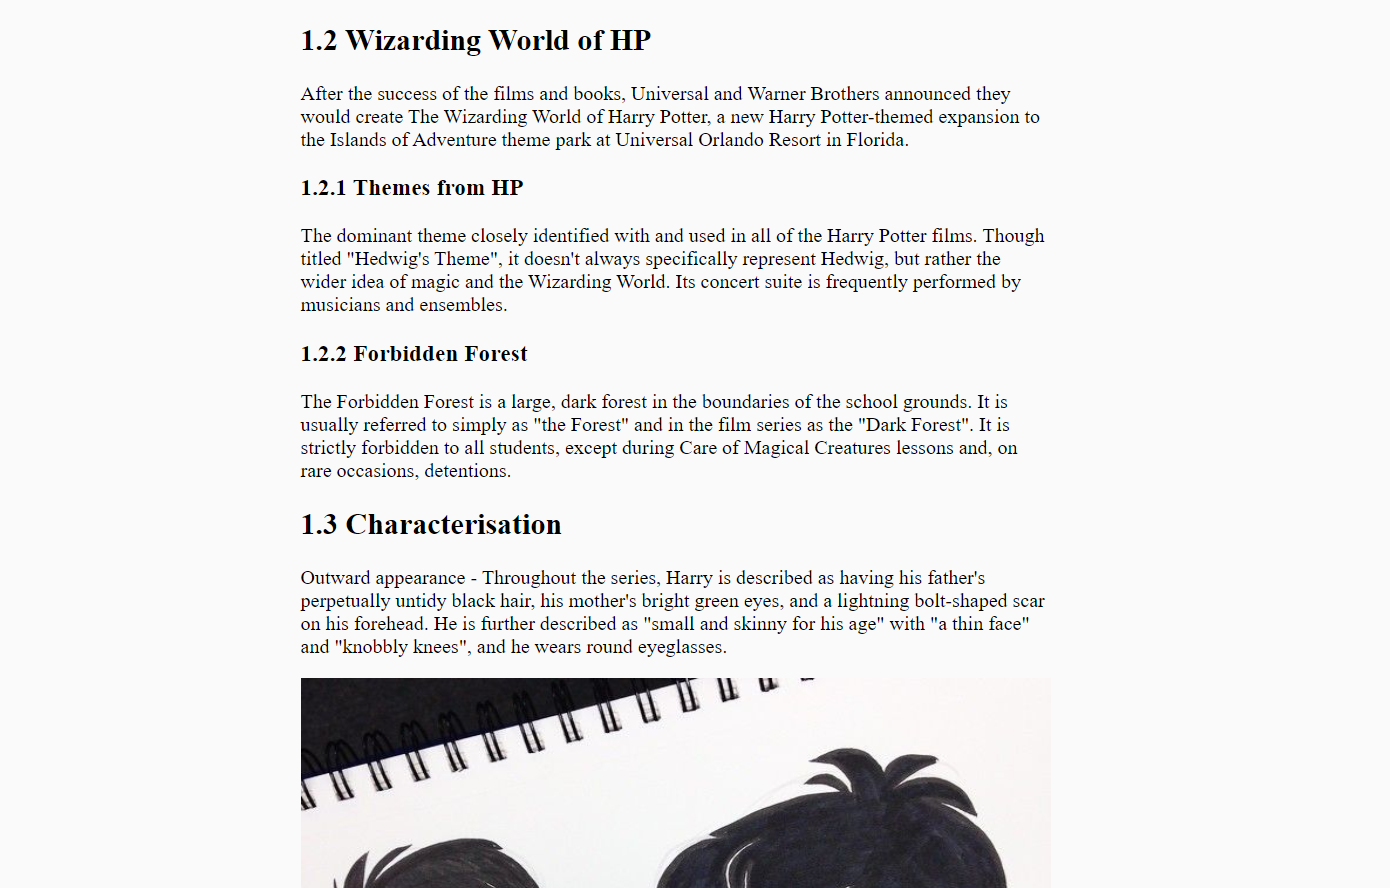 1.2 Wizarding World of HP
After the success of the films and books, Universal and Warner Brothers announced they
would create The Wizarding World of Harry Potter, a new Harry Potter-themed expansion to
the Islands of Adventure theme park at Universal Orlando Resort in Florida.
1.2.1 Themes from HP
The dominant theme closely identified with and used in all of the Harry Potter films. Though
titled "Hedwig's Theme", it doesn't always specifically represent Hedwig, but rather the
wider idea of magic and the Wizarding World. Its concert suite is frequently performed by
musicians and ensembles.
1.2.2 Forbidden Forest
The Forbidden Forest is a large, dark forest in the boundaries of the school grounds. It is
usually referred to simply as "the Forest" and in the film series as the "Dark Forest". It is
strictly forbidden to all students, except during Care of Magical Creatures lessons and, on
rare occasions, detentions.
1.3 Characterisation
Outward appearance - Throughout the series, Harry is described as having his father's
perpetually untidy black hair, his mother's bright green eyes, and a lightning bolt-shaped scar
on his forehead. He is further described as "small and skinny for his age" with "a thin face"
and "knobbly knees", and he wears round eyeglasses.